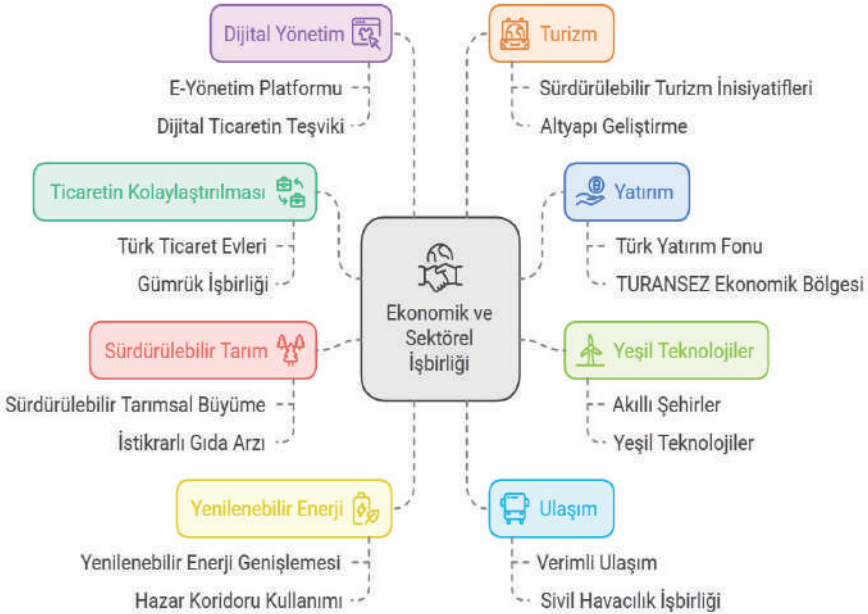 Dijital Yönetim
E-Yönetim Platformu
Dijital Ticaretin Teşviki
Ticaretin Kolaylaştırılması
Türk Ticaret Evleri
Gümrük İşbirliği
Sürdürülebilir Tarım
Sürdürülebilir Tarımsal Büyüme
İstikrarlı Gıda Arzı
Yenilenebilir Enerji
Yenilenebilir Enerji Genişlemesi
Hazar Koridoru Kullanımı
Ekonomik ve
Sektörel
İşbirliği
Turizm
Sürdürülebilir Turizm İnisiyatifleri
Altyapı Geliştirme
Yatırım
Türk Yatırım Fonu
TURANSEZ Ekonomik Bölgesi
Yeşil Teknolojiler
Akıllı Şehirler
Yeşil Teknolojiler
Ulaşım
Verimli Ulaşım
Sivil Havacılık İşbirliği